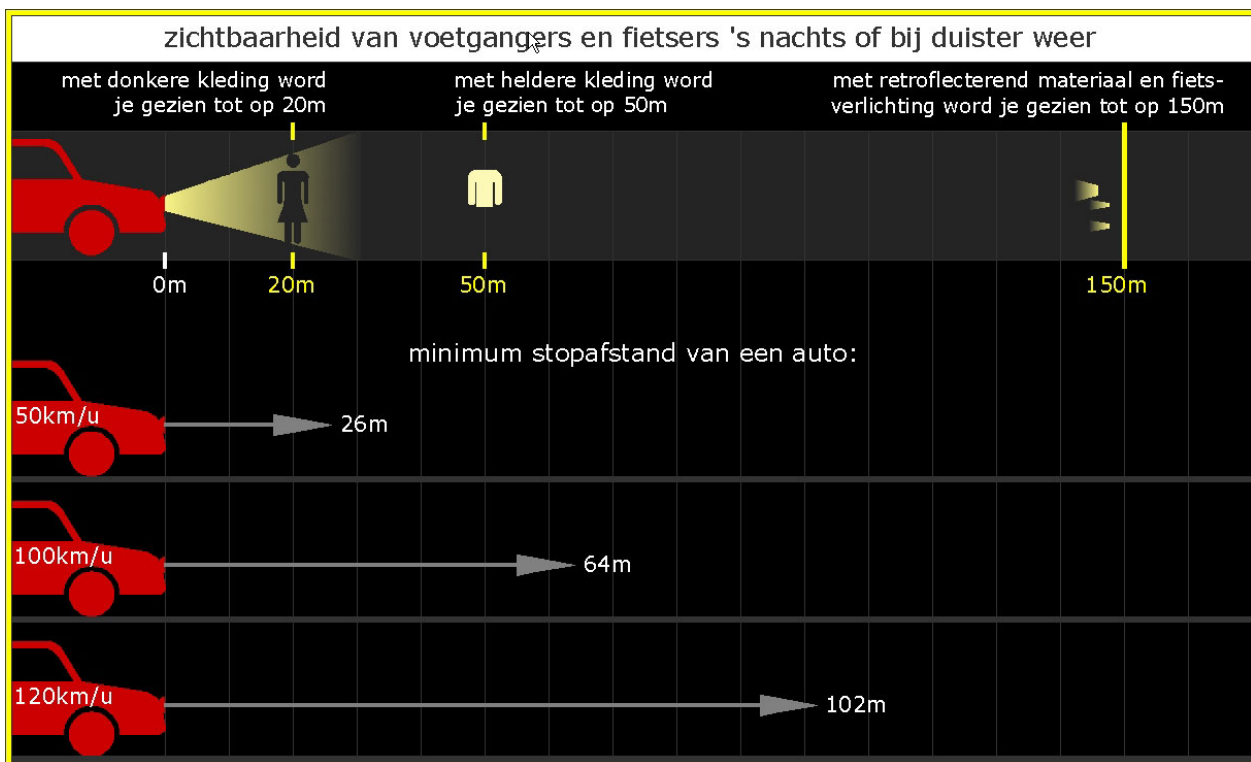 zichtbaarheid van voetgangers en fietsers 's nachts of bij duister weer
met donkere kleding word
je gezien tot op 20m
met heldere kleding word
je gezien tot op 50m
met retroflecterend materiaal en fiets-
verlichting word je gezien tot op 150m
0m
20m
50m
150m
minimum stopafstand van een auto:
50km/u
26m
100km/u
64m
120km/u
102m